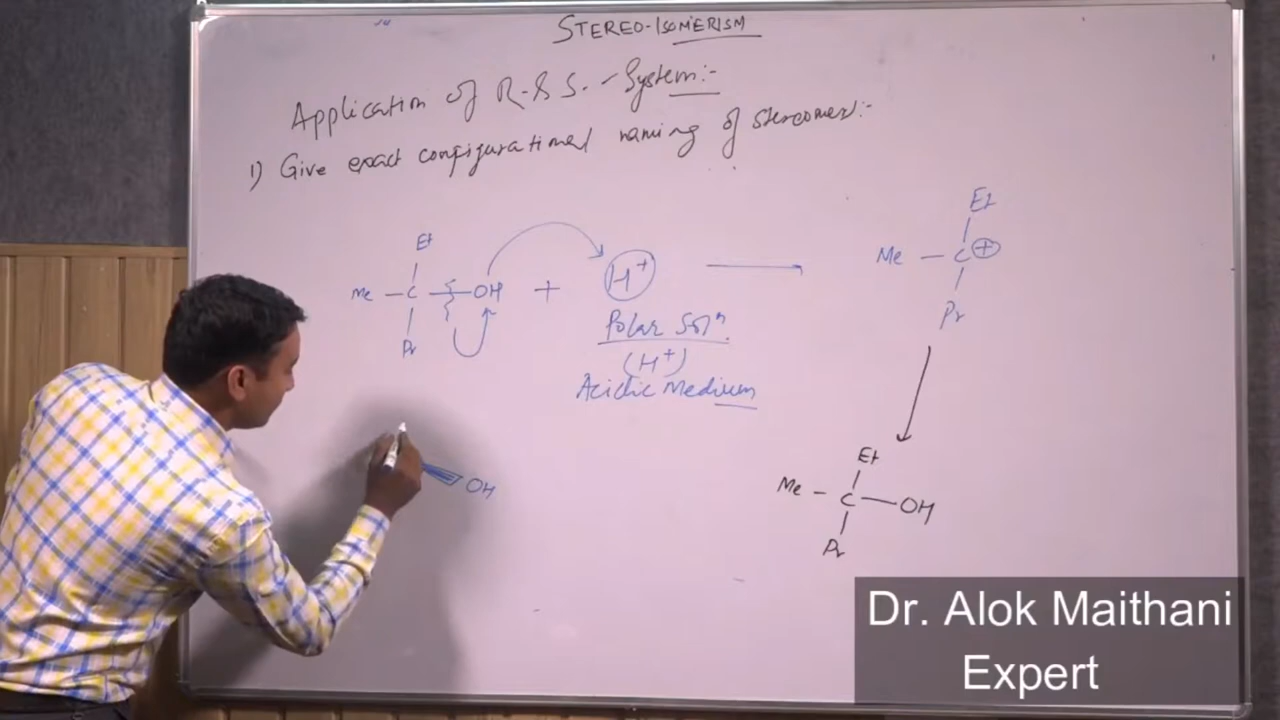 STEREO-ISOMERISM
Application of R-&S.-System:-
1) Give exact configurational naming of stereomer:-
Et
Me - C - OH + H+
Pr
Polar Solⁿ.
(H+)
Acidic Medium
Et
Me - C +
Pr
OH
Et
Me - C - OH
Pr
Dr. Alok Maithani
Expert